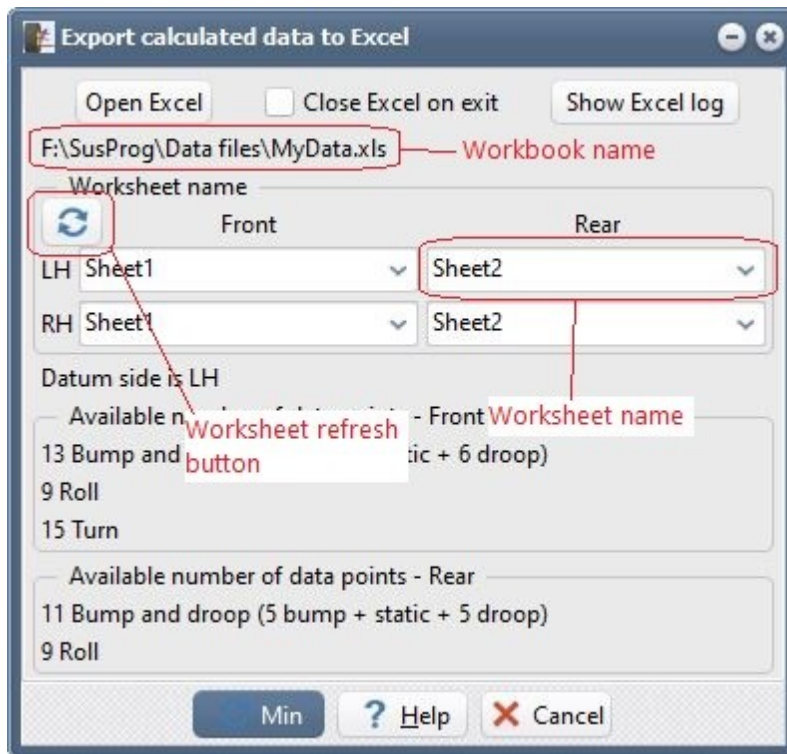 Export calculated data to Excel
Open Excel Close Excel on exit Show Excel log
F:\SusProg\Data files\MyData.xls Workbook name
Worksheet name
Front Rear
LH Sheet1 Sheet2
RH Sheet1 Sheet2
Datum side is LH
Available n data points - Front Worksheet name
Worksheet refresh
button
13 Bump and tic + 6 droop)
9 Roll
15 Turn
Available number of data points - Rear
11 Bump and droop (5 bump + static + 5 droop)
9 Roll
Min ? Help Cancel